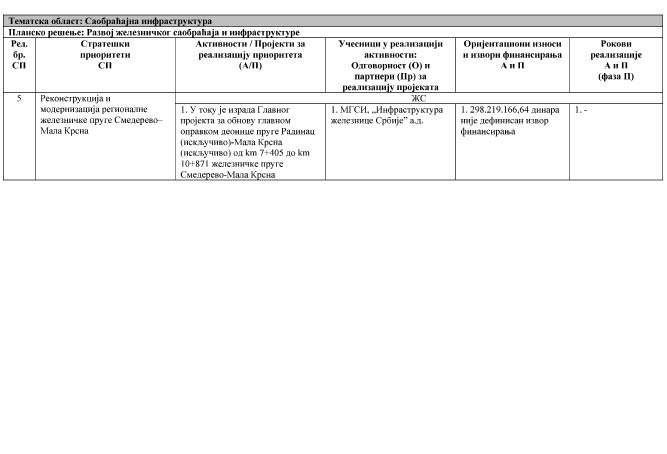 Тематска област: Саобраћајна инфраструктура
Планско решење: Развој железничког саобраћаја и инфраструктуре
Ред. бр. СП
Стратешки приоритети СП
Активности / Пројекти за реализацију приоритета (А/П)
Учесници у реализацији активности: Одговорност (О) и партнери (Пр) за реализацију пројеката
Оријентациони износи и извори финансирања А и П
Рокови реализације А и П (фаза П)
5
Реконструкција и
модернизација регионалне
железничке пруге Смедерево–
Мала Крсна
ЖС
1. У току је израда Главног
пројекта за обнову главном
оправком деонице пруге Радинац
(искључиво)-Мала Крсна
(искључиво) од km 7+405 до km
10+871 железничке пруге
Смедерево-Мала Крсна
1. МГСИ, „Инфраструктура
железнице Србије” а.д.
1. 298.219.166,64 динара
није дефинисан извор
финансирања
1. -